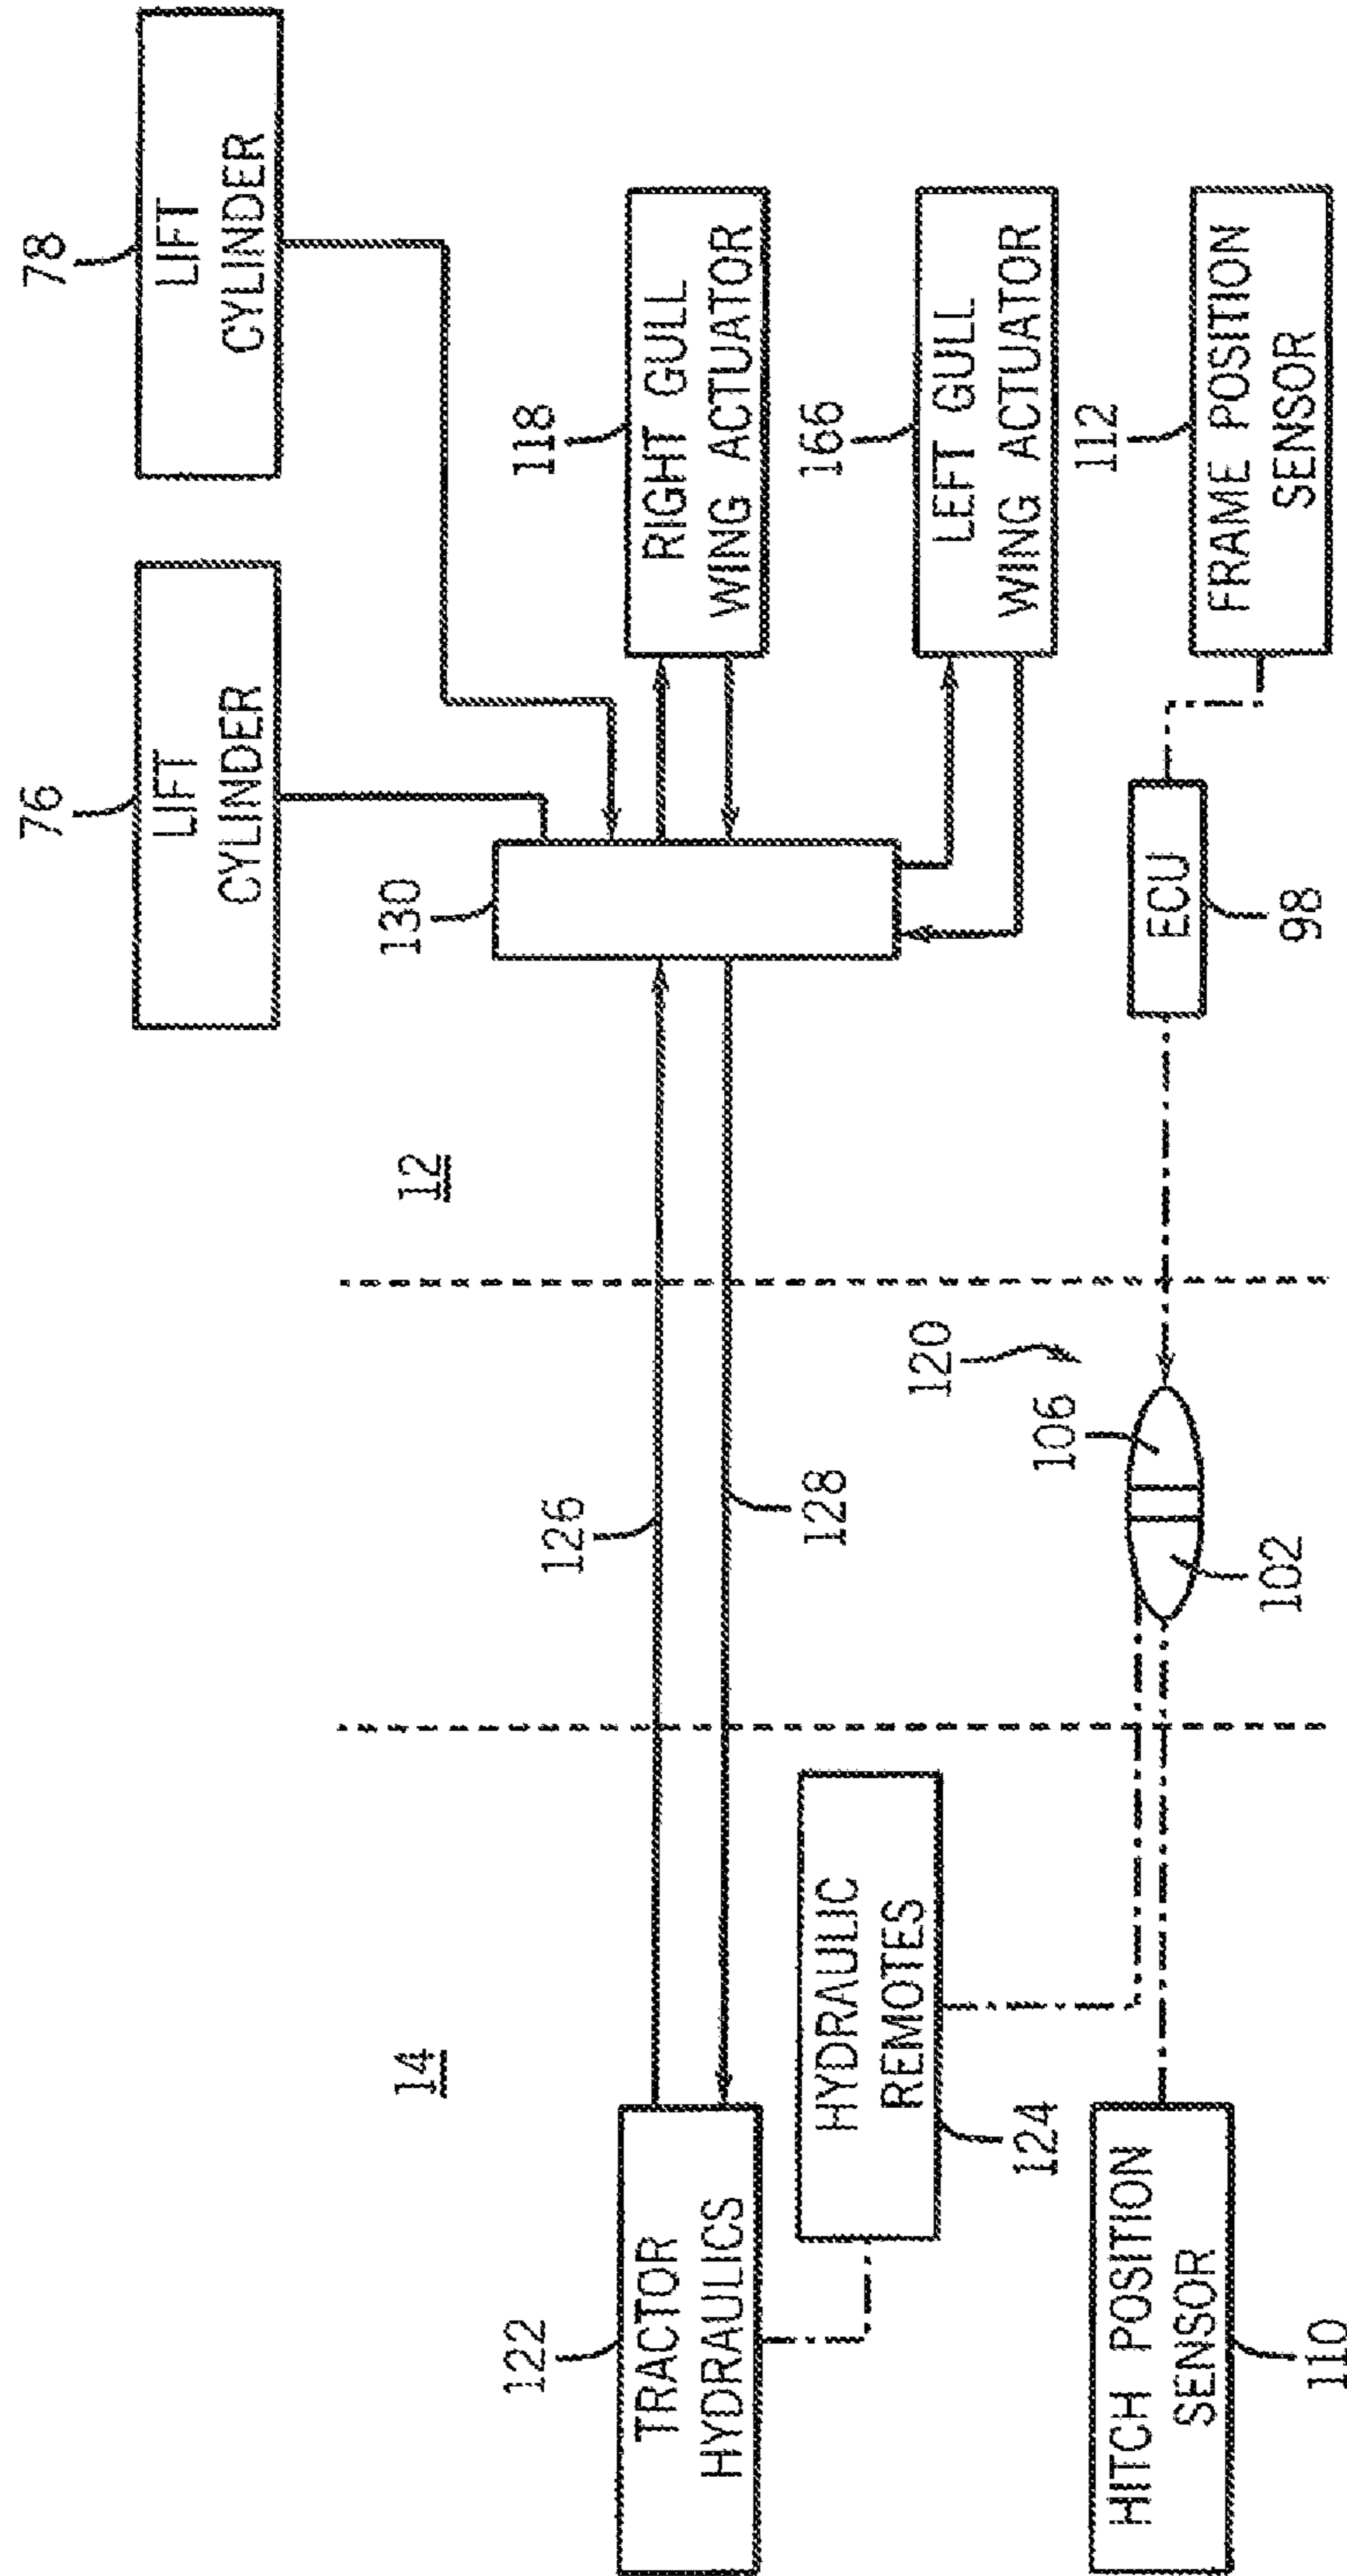 76
LIFT
CYLINDER
78
LIFT
CYLINDER
14
12
122
TRACTOR
HYDRAULICS
126
128
130
118
RIGHT GULL
WING ACTUATOR
HYDRAULIC
REMOTES
124
166
LEFT GULL
WING ACTUATOR
120
106
102
110
HITCH POSITION
SENSOR
ECU
98
112
FRAME POSITION
SENSOR